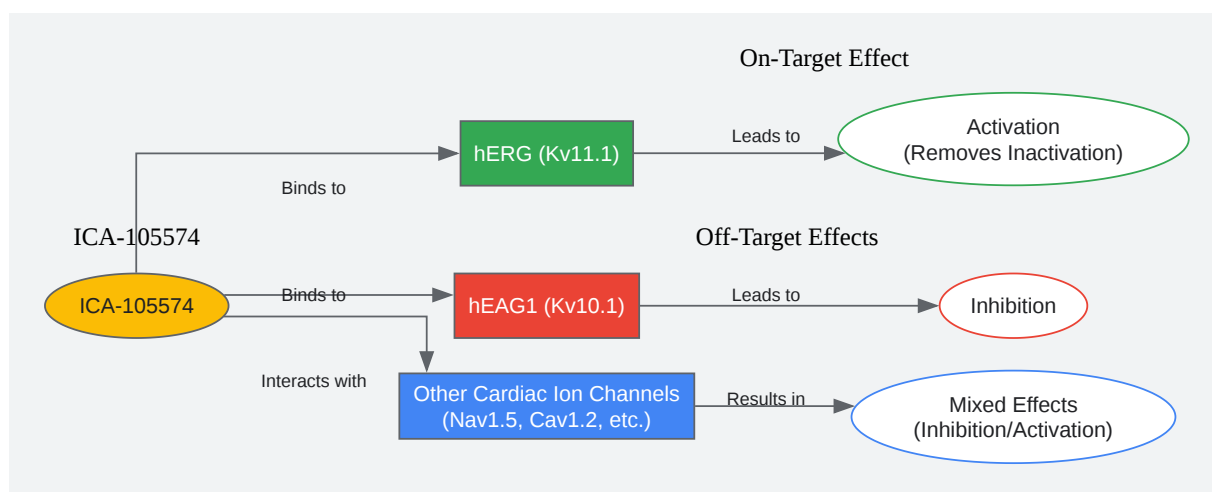 On-Target Effect
hERG (Kv11.1)
Leads to
Activation
(Removes Inactivation)
Binds to
ICA-105574
Off-Target Effects
ICA-105574
Binds to
hEAG1 (Kv10.1)
Leads to
Inhibition
Interacts with
Other Cardiac Ion Channels
(Nav1.5, Cav1.2, etc.)
Results in
Mixed Effects
(Inhibition/Activation)